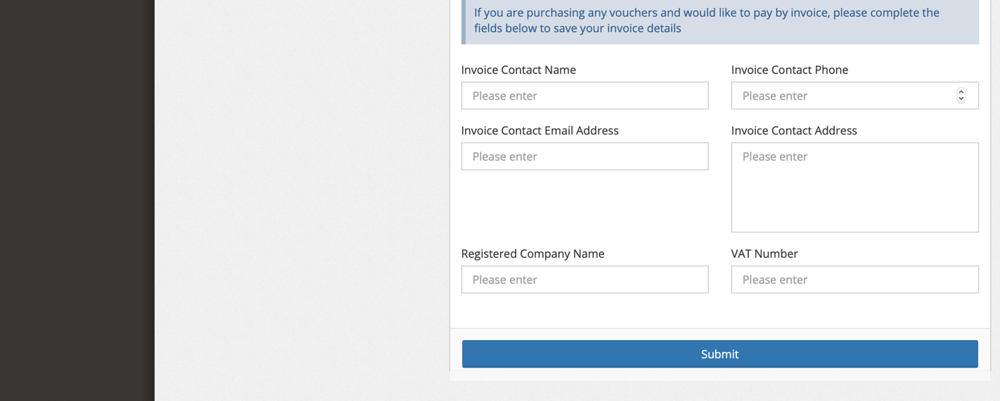 If you are purchasing any vouchers and would like to pay by invoice, please complete the
fields below to save your invoice details
Invoice Contact Name
Invoice Contact Phone
Please enter
Please enter
Invoice Contact Email Address
Invoice Contact Address
Please enter
Please enter
Registered Company Name
VAT Number
Please enter
Please enter
Submit